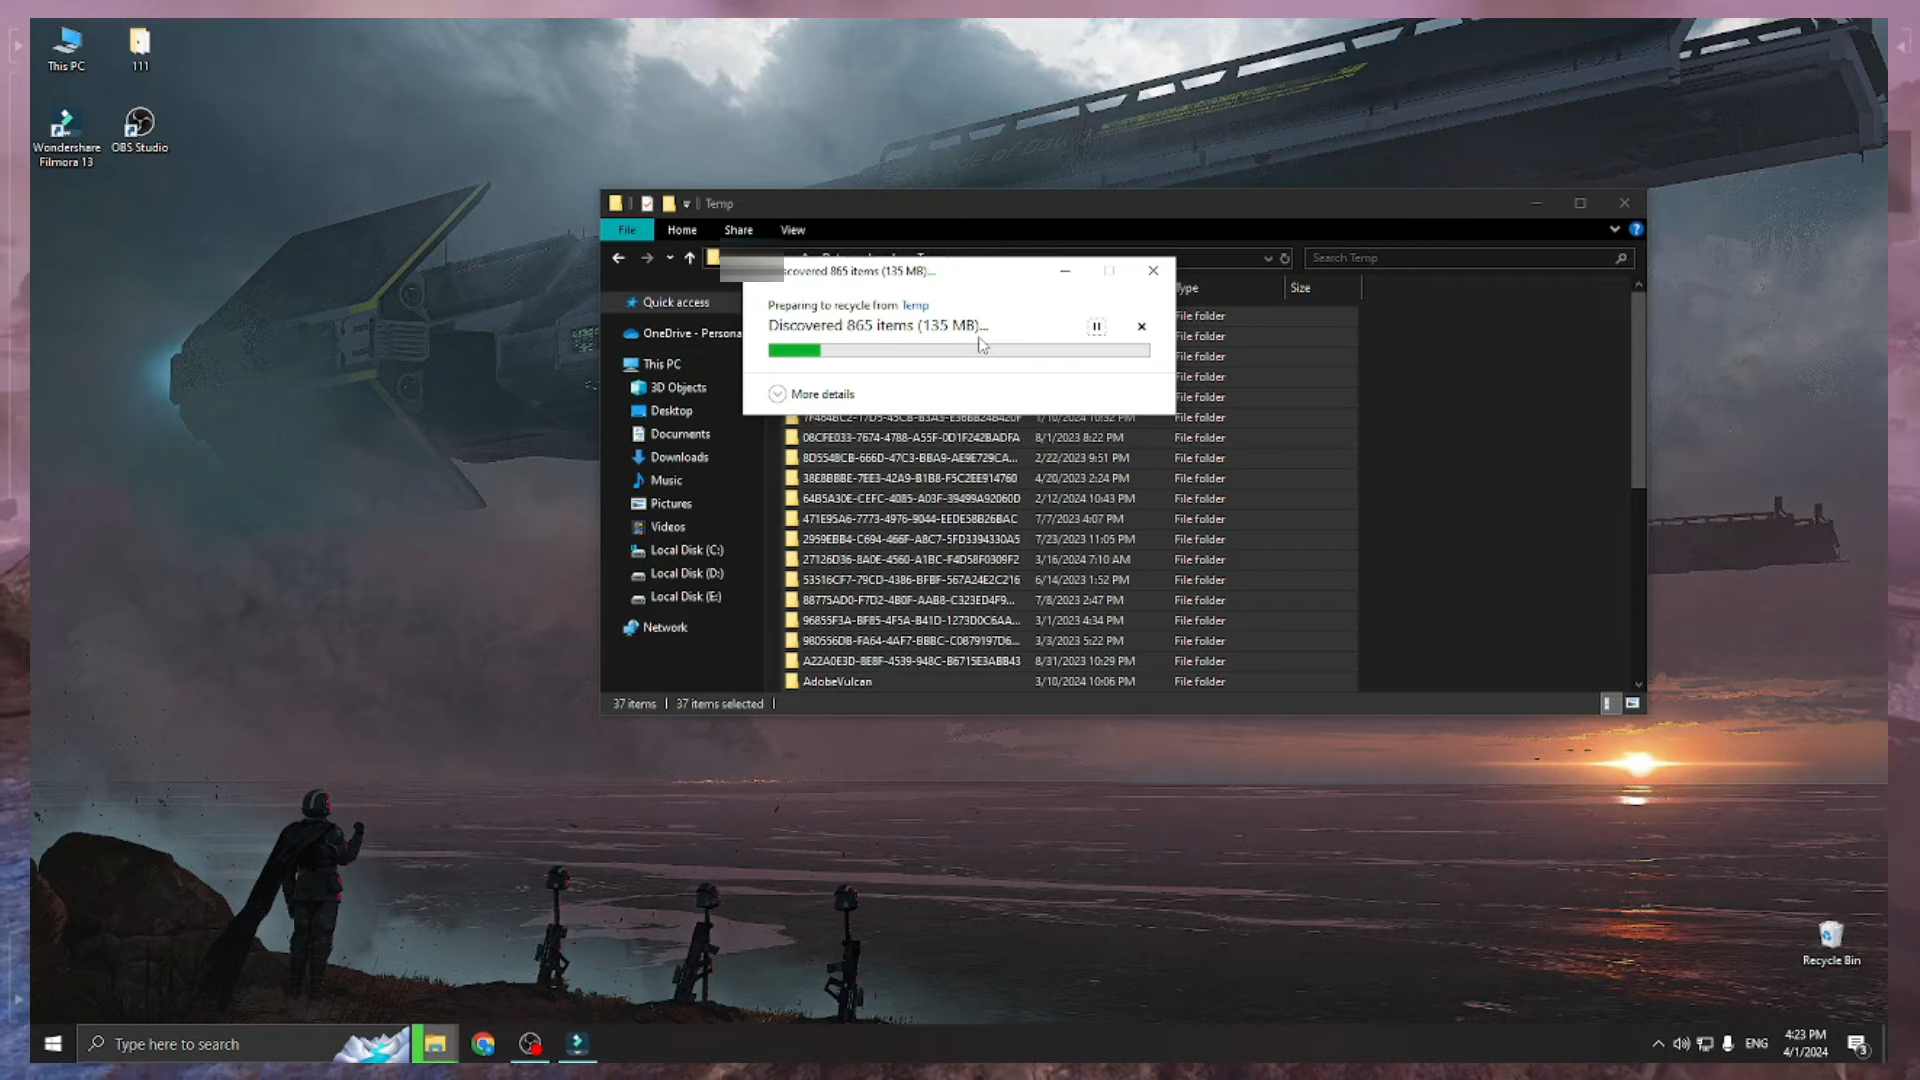 This PC
111
Wondershare
Filmora 13
OBS Studio
Temp
File
Home
Share
View
Search Temp
scovered 865 items (135 MB)...
Preparing to recycle from Temp
Discovered 865 items (135 MB)...
More details
Type
Size
Quick access
OneDrive - Persona
This PC
3D Objects
Desktop
Documents
Downloads
Music
Pictures
Videos
Local Disk (C:)
Local Disk (D:)
Local Disk (E:)
Network
File folder
File folder
File folder
File folder
File folder
File folder
08CFE033-7674-4788-A55F-0D1F242BADFA 8/1/2023 8:22 PM File folder
8D5548CB-666D-47C3-BBA9-AE9E729CA... 2/22/2023 9:51 PM File folder
38E8BBBE-7EE3-42A9-B1B8-F5C2EE914760 4/20/2023 2:24 PM File folder
64B5A30E-CEFC-4085-A03F-39499A92060D 2/12/2024 10:43 PM File folder
471E95A6-7773-4976-9044-EEDE58B26BAC 7/7/2023 4:07 PM File folder
2959EBB4-C694-466F-A8C7-5FD3394330A5 7/23/2023 11:05 PM File folder
27126D36-8A0E-4560-A1BC-F4D58F0309F2 3/16/2024 7:10 AM File folder
53516CF7-79CD-4386-BFBF-567A24E2C216 6/14/2023 1:52 PM File folder
88775AD0-F7D2-4B0F-AAB8-C323ED4F9... 7/8/2023 2:47 PM File folder
96855F3A-BF85-4F5A-B41D-1273D0C6AA... 3/1/2023 4:34 PM File folder
980556DB-FA64-4AF7-BBBC-C0879197D6... 3/3/2023 5:22 PM File folder
A22A0E3D-8E8F-4539-948C-B6715E3ABB43 8/31/2023 10:29 PM File folder
AdobeVulcan 3/10/2024 10:06 PM File folder
37 items 37 items selected
Recycle Bin
Type here to search
ENG
4:23 PM
4/1/2024
3